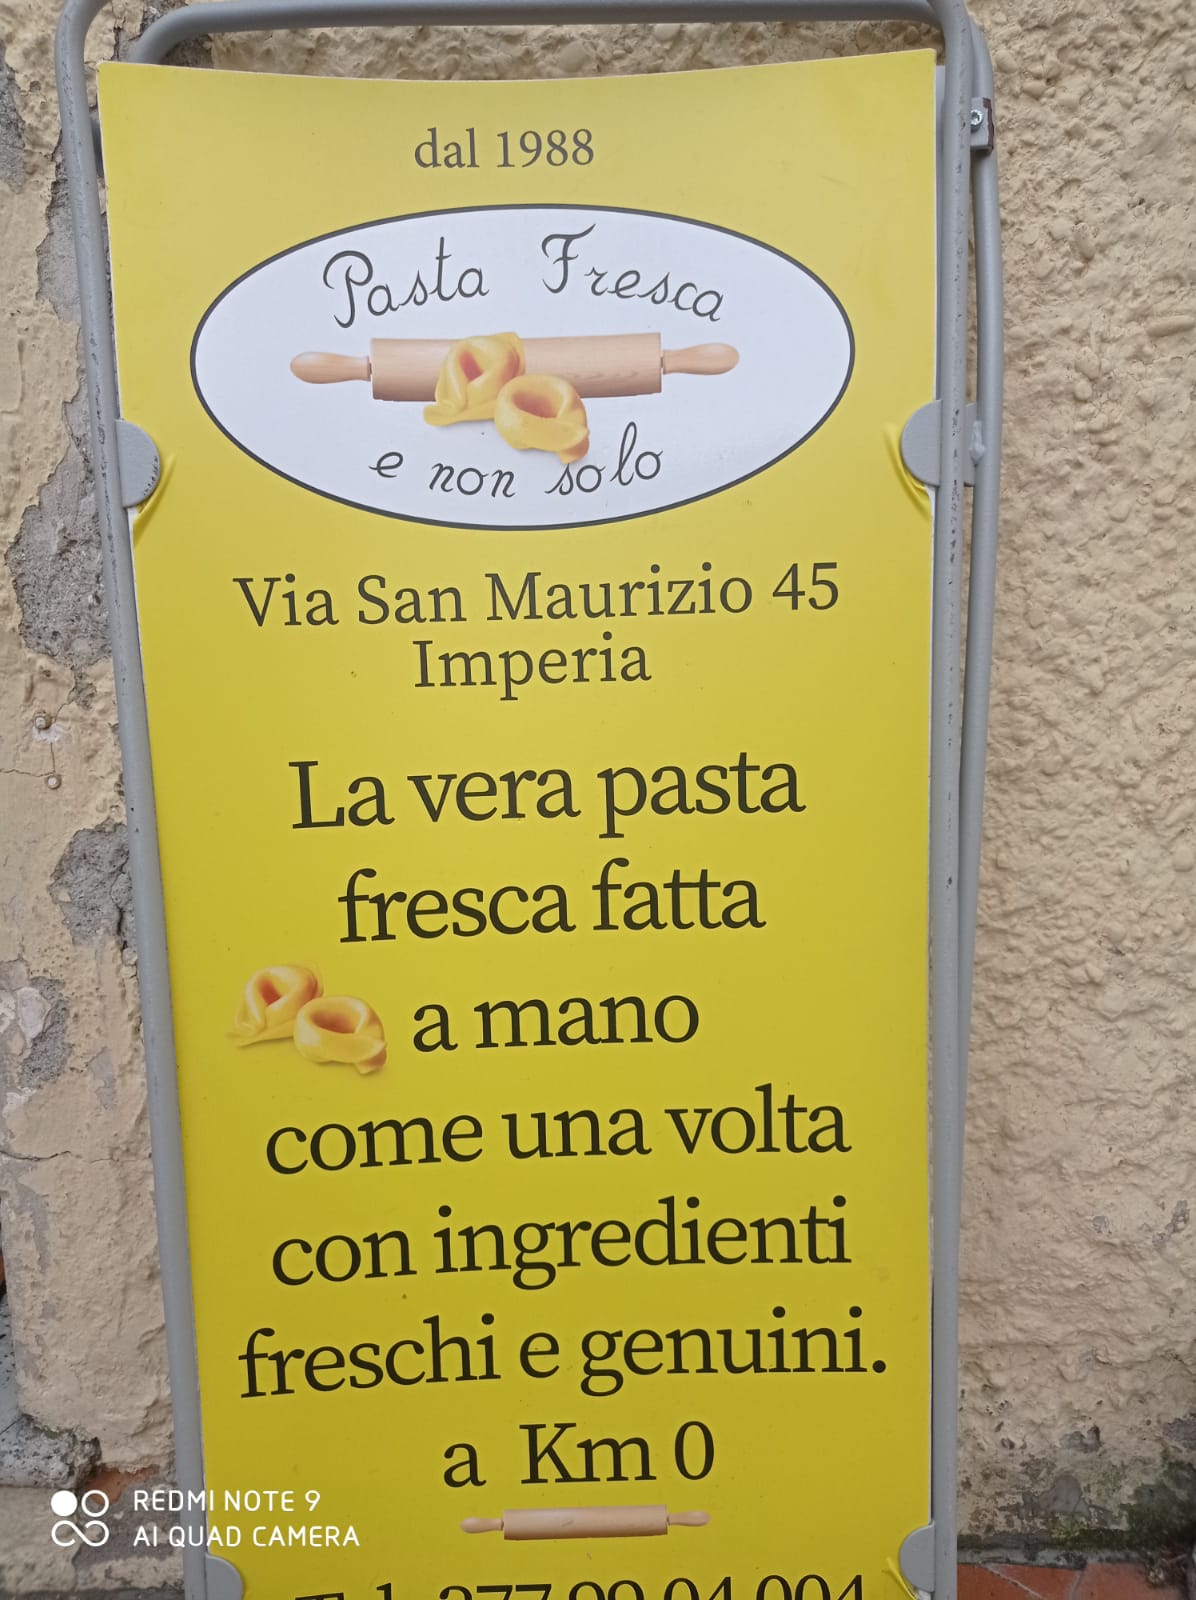 dal 1988
Pasta Fresca
e non solo
Via San Maurizio 45
Imperia
La vera pasta
fresca fatta
a mano
come una volta
con ingredienti
freschi e genuini.
a Km 0
REDMI NOTE 9
AI QUAD CAMERA